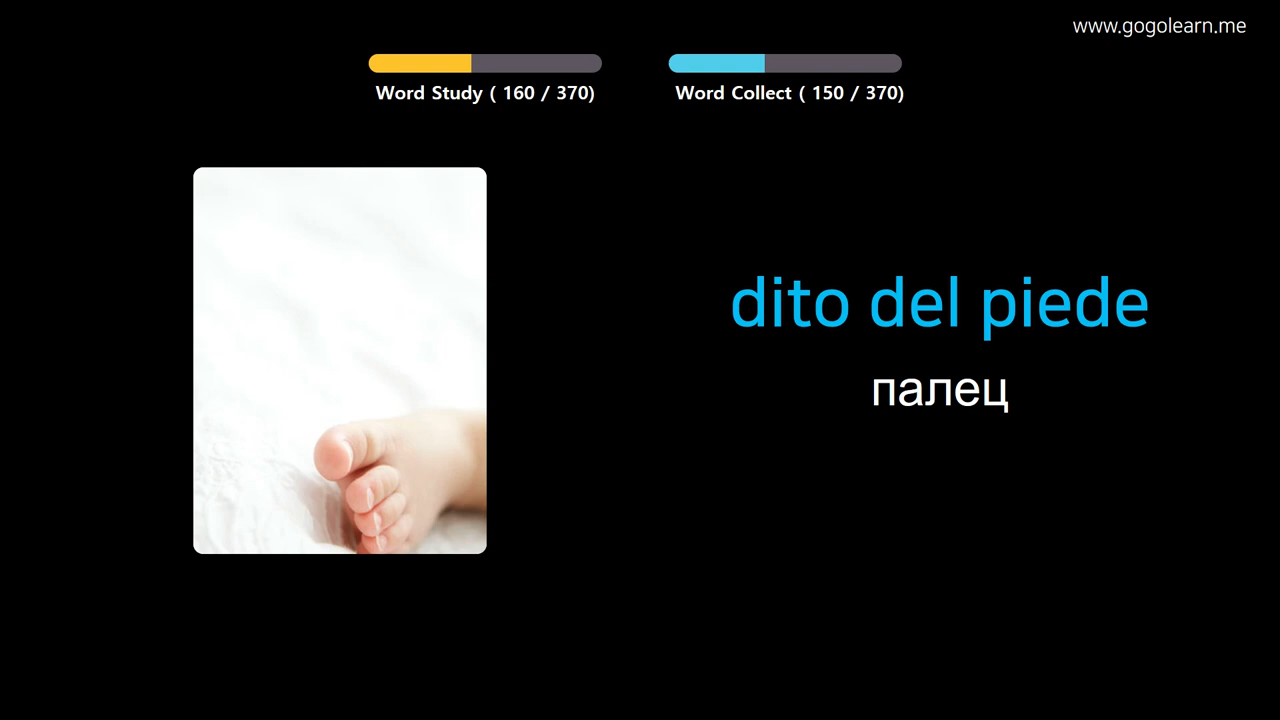 www.gogolearn.me
Word Study ( 160 / 370)
Word Collect ( 150 / 370)
dito del piede
палец